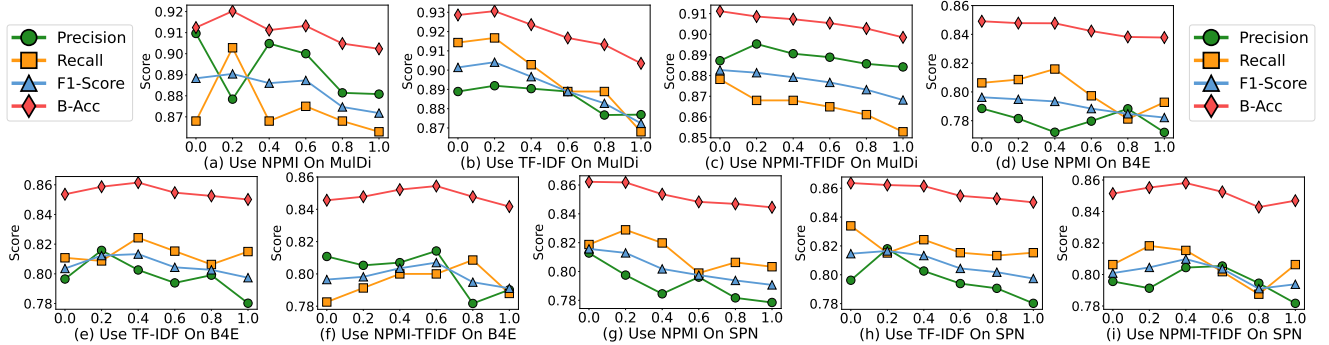 Precision
Recall
F1-Score
B-Acc
0.92
0.91
0.90
0.89
0.88
0.87
Score
0.0 0.2 0.4 0.6 0.8 1.0
(a) Use NPMI On MulDi
0.93
0.92
0.91
0.90
0.89
0.88
0.87
Score
0.0 0.2 0.4 0.6 0.8 1.0
(b) Use TF-IDF On MulDi
0.91
0.90
0.89
0.88
0.87
0.86
0.85
Score
0.0 0.2 0.4 0.6 0.8 1.0
(c) Use NPMI-TFIDF On MulDi
0.86
0.84
0.82
0.80
0.78
Score
0.0 0.2 0.4 0.6 0.8 1.0
(d) Use NPMI On B4E
Precision
Recall
F1-Score
B-Acc
0.86
0.84
0.82
0.80
0.78
Score
0.0 0.2 0.4 0.6 0.8 1.0
(e) Use TF-IDF On B4E
0.86
0.84
0.82
0.80
0.78
Score
0.0 0.2 0.4 0.6 0.8 1.0
(f) Use NPMI-TFIDF On B4E
0.86
0.84
0.82
0.80
0.78
Score
0.0 0.2 0.4 0.6 0.8 1.0
(g) Use NPMI On SPN
0.86
0.84
0.82
0.80
0.78
Score
0.0 0.2 0.4 0.6 0.8 1.0
(h) Use TF-IDF On SPN
0.86
0.84
0.82
0.80
0.78
Score
0.0 0.2 0.4 0.6 0.8 1.0
(i) Use NPMI-TFIDF On SPN